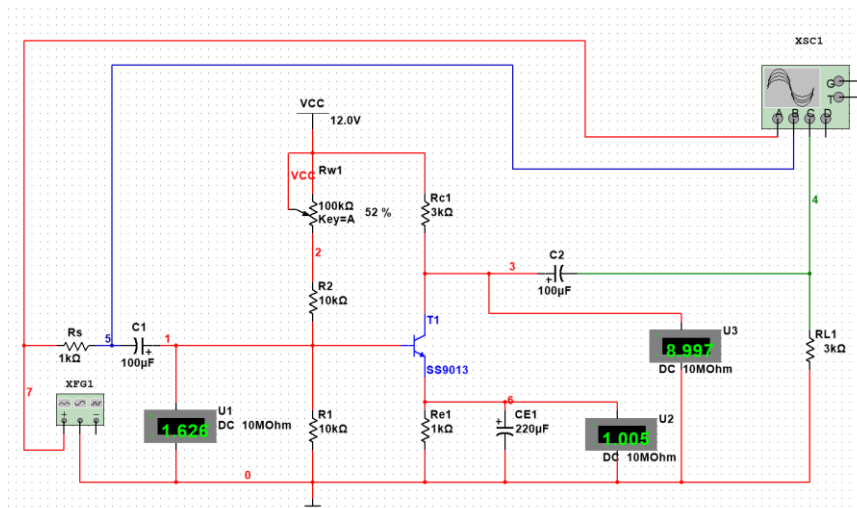 XSC1
G
T
A B C D
VCC
12.0V
VCC
Rw1
100kΩ
Key=A
52 %
Rc1
3kΩ
4
2
3
C2
100µF
R2
10kΩ
T1
SS9013
U3
8.997
DC 10MOhm
RL1
3kΩ
Rs
1kΩ
5
C1
100µF
1
7
XFG1
U1
DC 10MOhm
1.626
R1
10kΩ
6
Re1
1kΩ
CE1
220µF
U2
1.005
DC 10MOhm
0